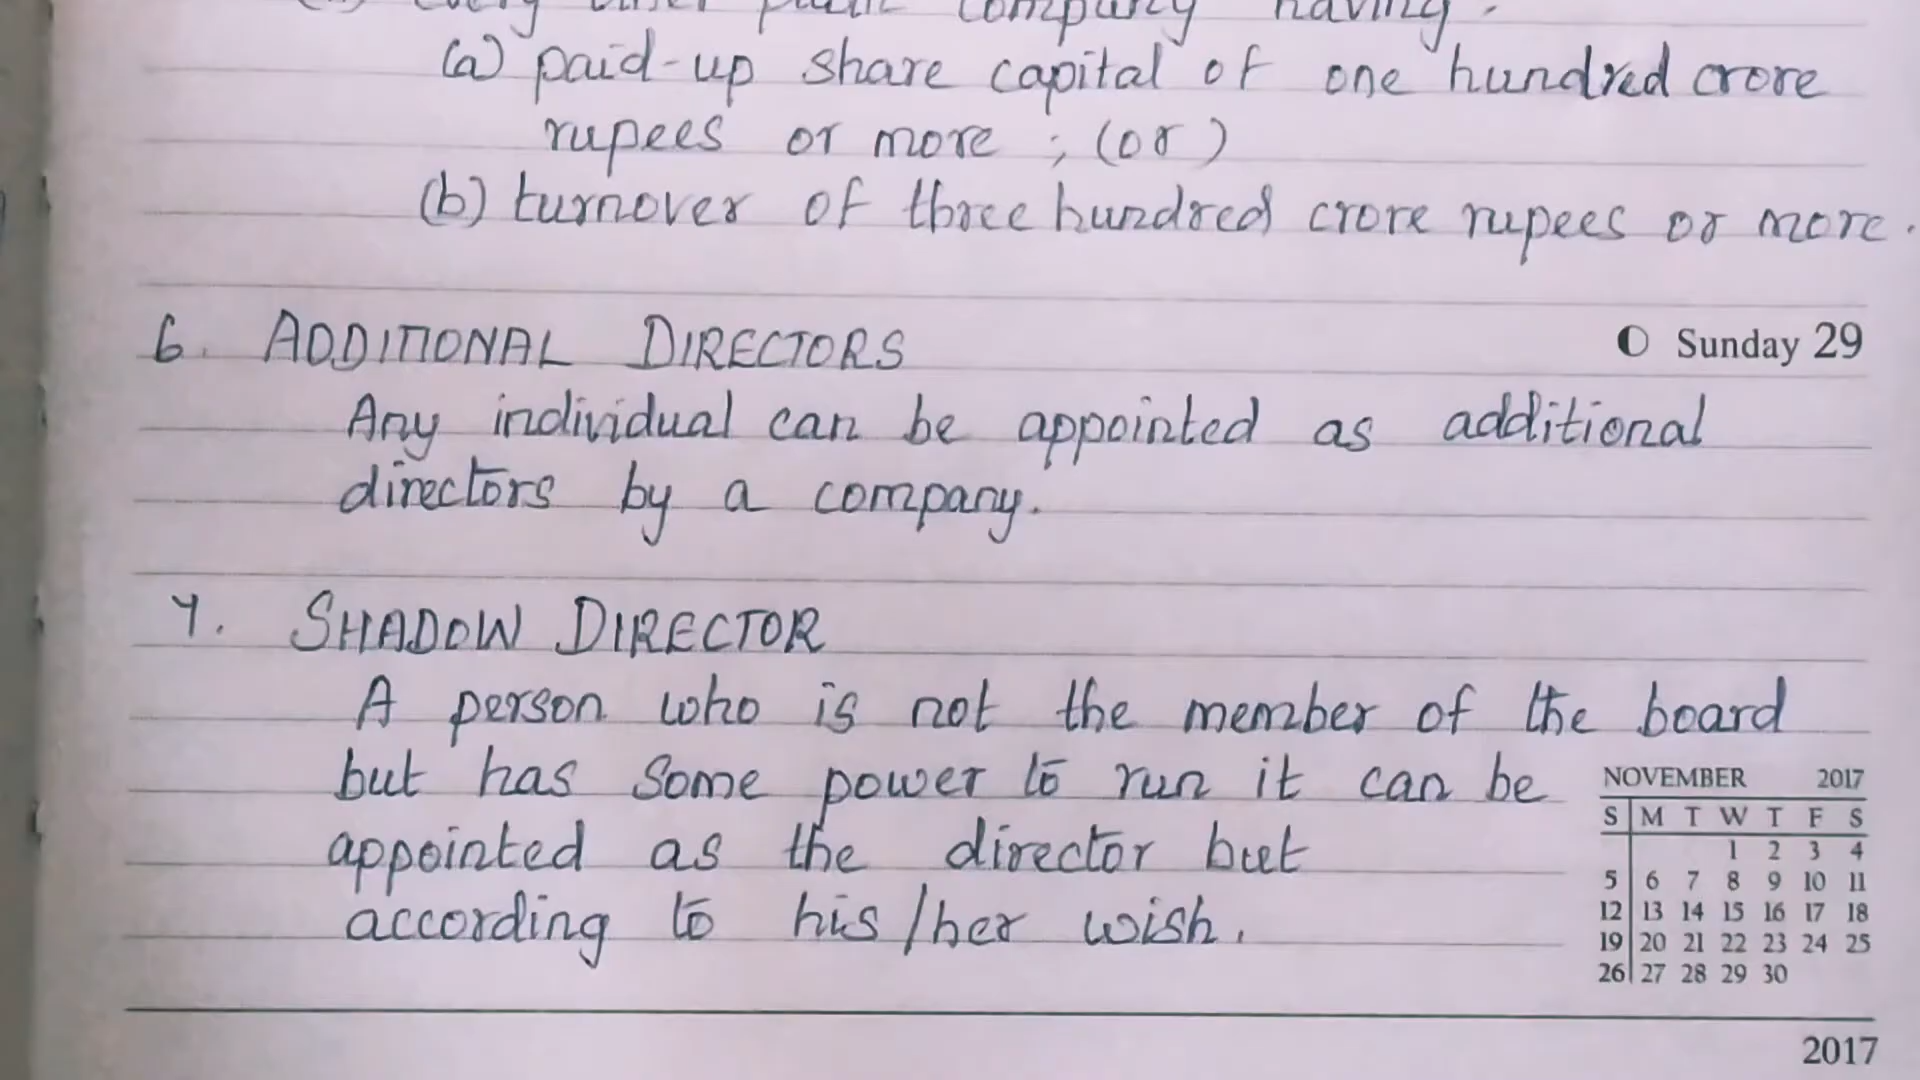 every other public company having.
(a) paid-up share capital of one hundred crore
rupees or more ; (or)
(b) turnover of three hundred crore rupees or more.
6. ADDITIONAL DIRECTORS
Sunday 29
Any individual can be appointed as additional
directors by a company.
7. SHADOW DIRECTOR
A person who is not the member of the board
but has some power to run it can be
appointed as the director but
according to his/her wish.
NOVEMBER 2017
S M T W T F S
1 2 3 4
5 6 7 8 9 10 11
12 13 14 15 16 17 18
19 20 21 22 23 24 25
26 27 28 29 30
2017